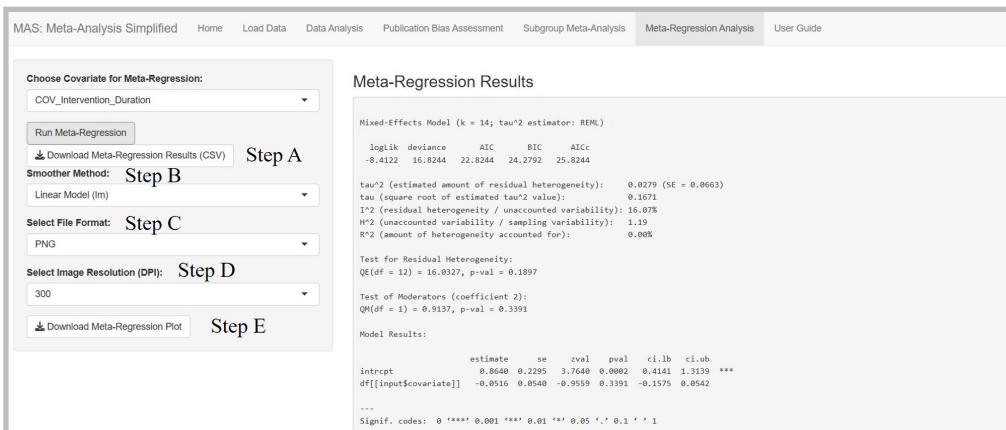 MAS: Meta-Analysis Simplified Home Load Data Data Analysis Publication Bias Assessment Subgroup Meta-Analysis Meta-Regression Analysis User Guide
Choose Covariate for Meta-Regression:
COV_Intervention_Duration
Run Meta-Regression
Download Meta-Regression Results (CSV) Step A
Smoother Method: Step B
Linear Model (lm)
Select File Format: Step C
PNG
Select Image Resolution (DPI): Step D
300
Download Meta-Regression Plot Step E
Meta-Regression Results
Mixed-Effects Model (k = 14; tau^2 estimator: REML)
logLik deviance AIC BIC AICc
-8.4122 16.8244 22.8244 24.2792 25.8244
tau^2 (estimated amount of residual heterogeneity): 0.0279 (SE = 0.0663)
tau (square root of estimated tau^2 value): 0.1671
I^2 (residual heterogeneity / unaccounted variability): 16.07%
H^2 (unaccounted variability / sampling variability): 1.19
R^2 (amount of heterogeneity accounted for): 0.00%
Test for Residual Heterogeneity:
QE(df = 12) = 16.0327, p-val = 0.1897
Test of Moderators (coefficient 2):
QM(df = 1) = 0.9137, p-val = 0.3391
Model Results:
estimate se zval pval ci.lb ci.ub
intrcpt 0.8640 0.2295 3.7640 0.0002 0.4141 1.3139 ***
df[[input$covariate]] -0.0516 0.0540 -0.9559 0.3391 -0.1575 0.0542
---
Signif. codes: 0 ‘***’ 0.001 ‘**’ 0.01 ‘*’ 0.05 ‘.’ 0.1 ‘ ’ 1